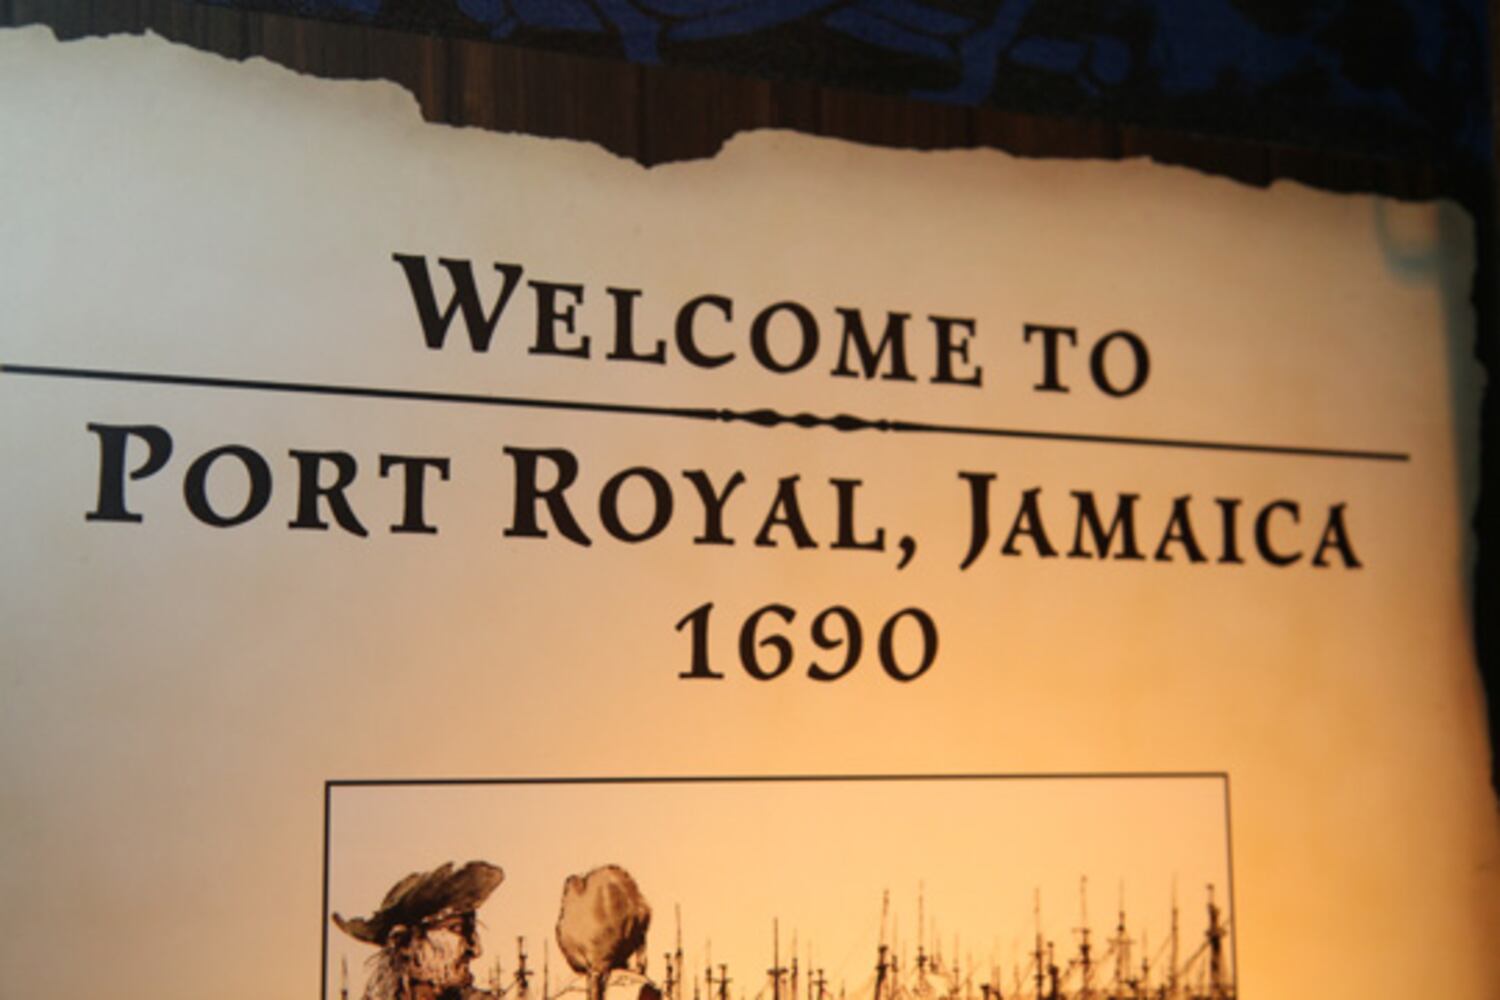 Welcome to
Port Royal, Jamaica
1690